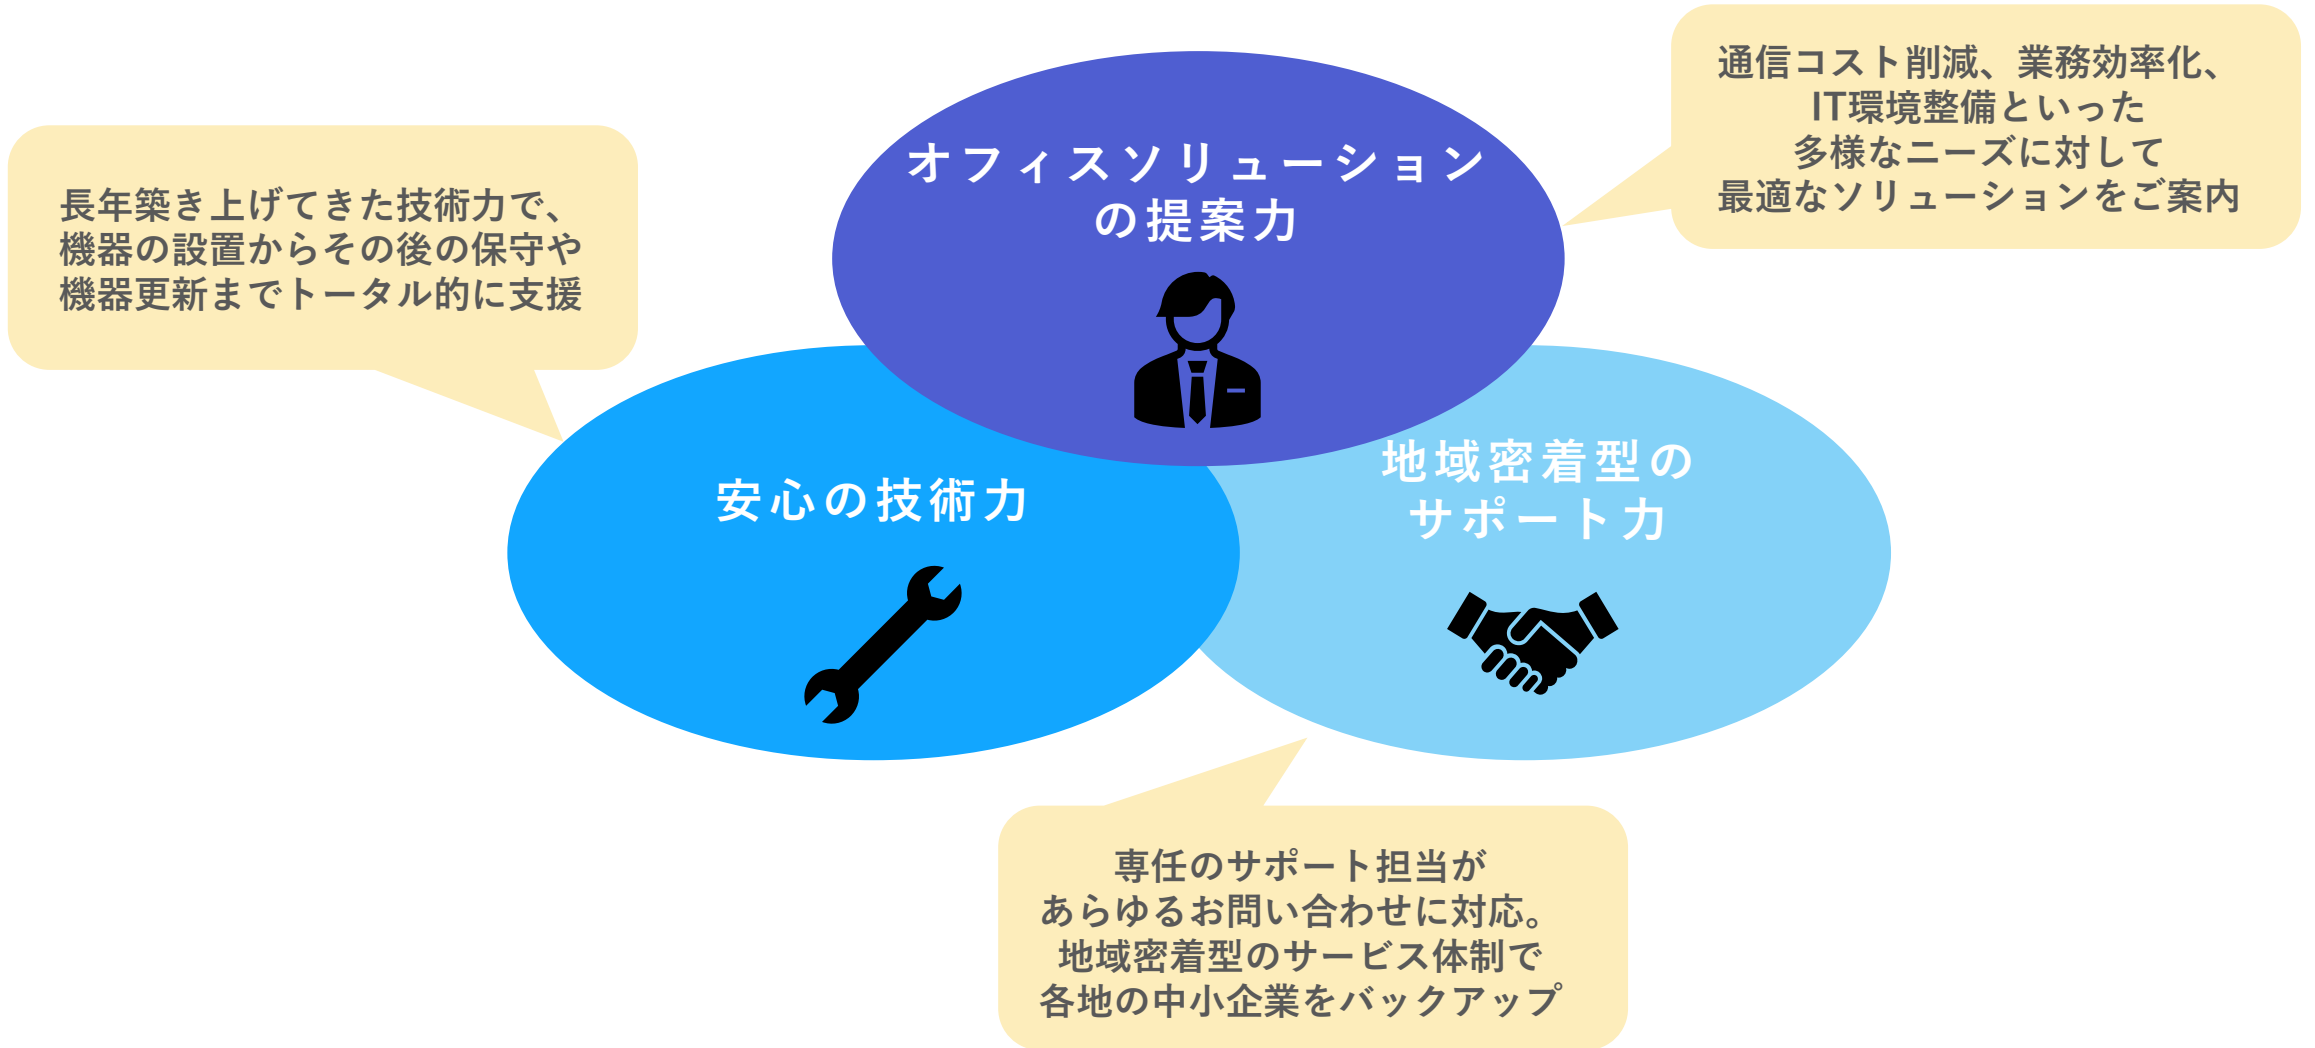 通信コスト削減、業務効率化、
IT環境整備といった
多様なニーズに対して
最適なソリューションをご案内
オフィスソリューション
の提案力
長年築き上げてきた技術力で、
機器の設置からその後の保守や
機器更新までトータル的に支援
安心の技術力
地域密着型の
サポート力
専任のサポート担当が
あらゆるお問い合わせに対応。
地域密着型のサービス体制で
各地の中小企業をバックアップ